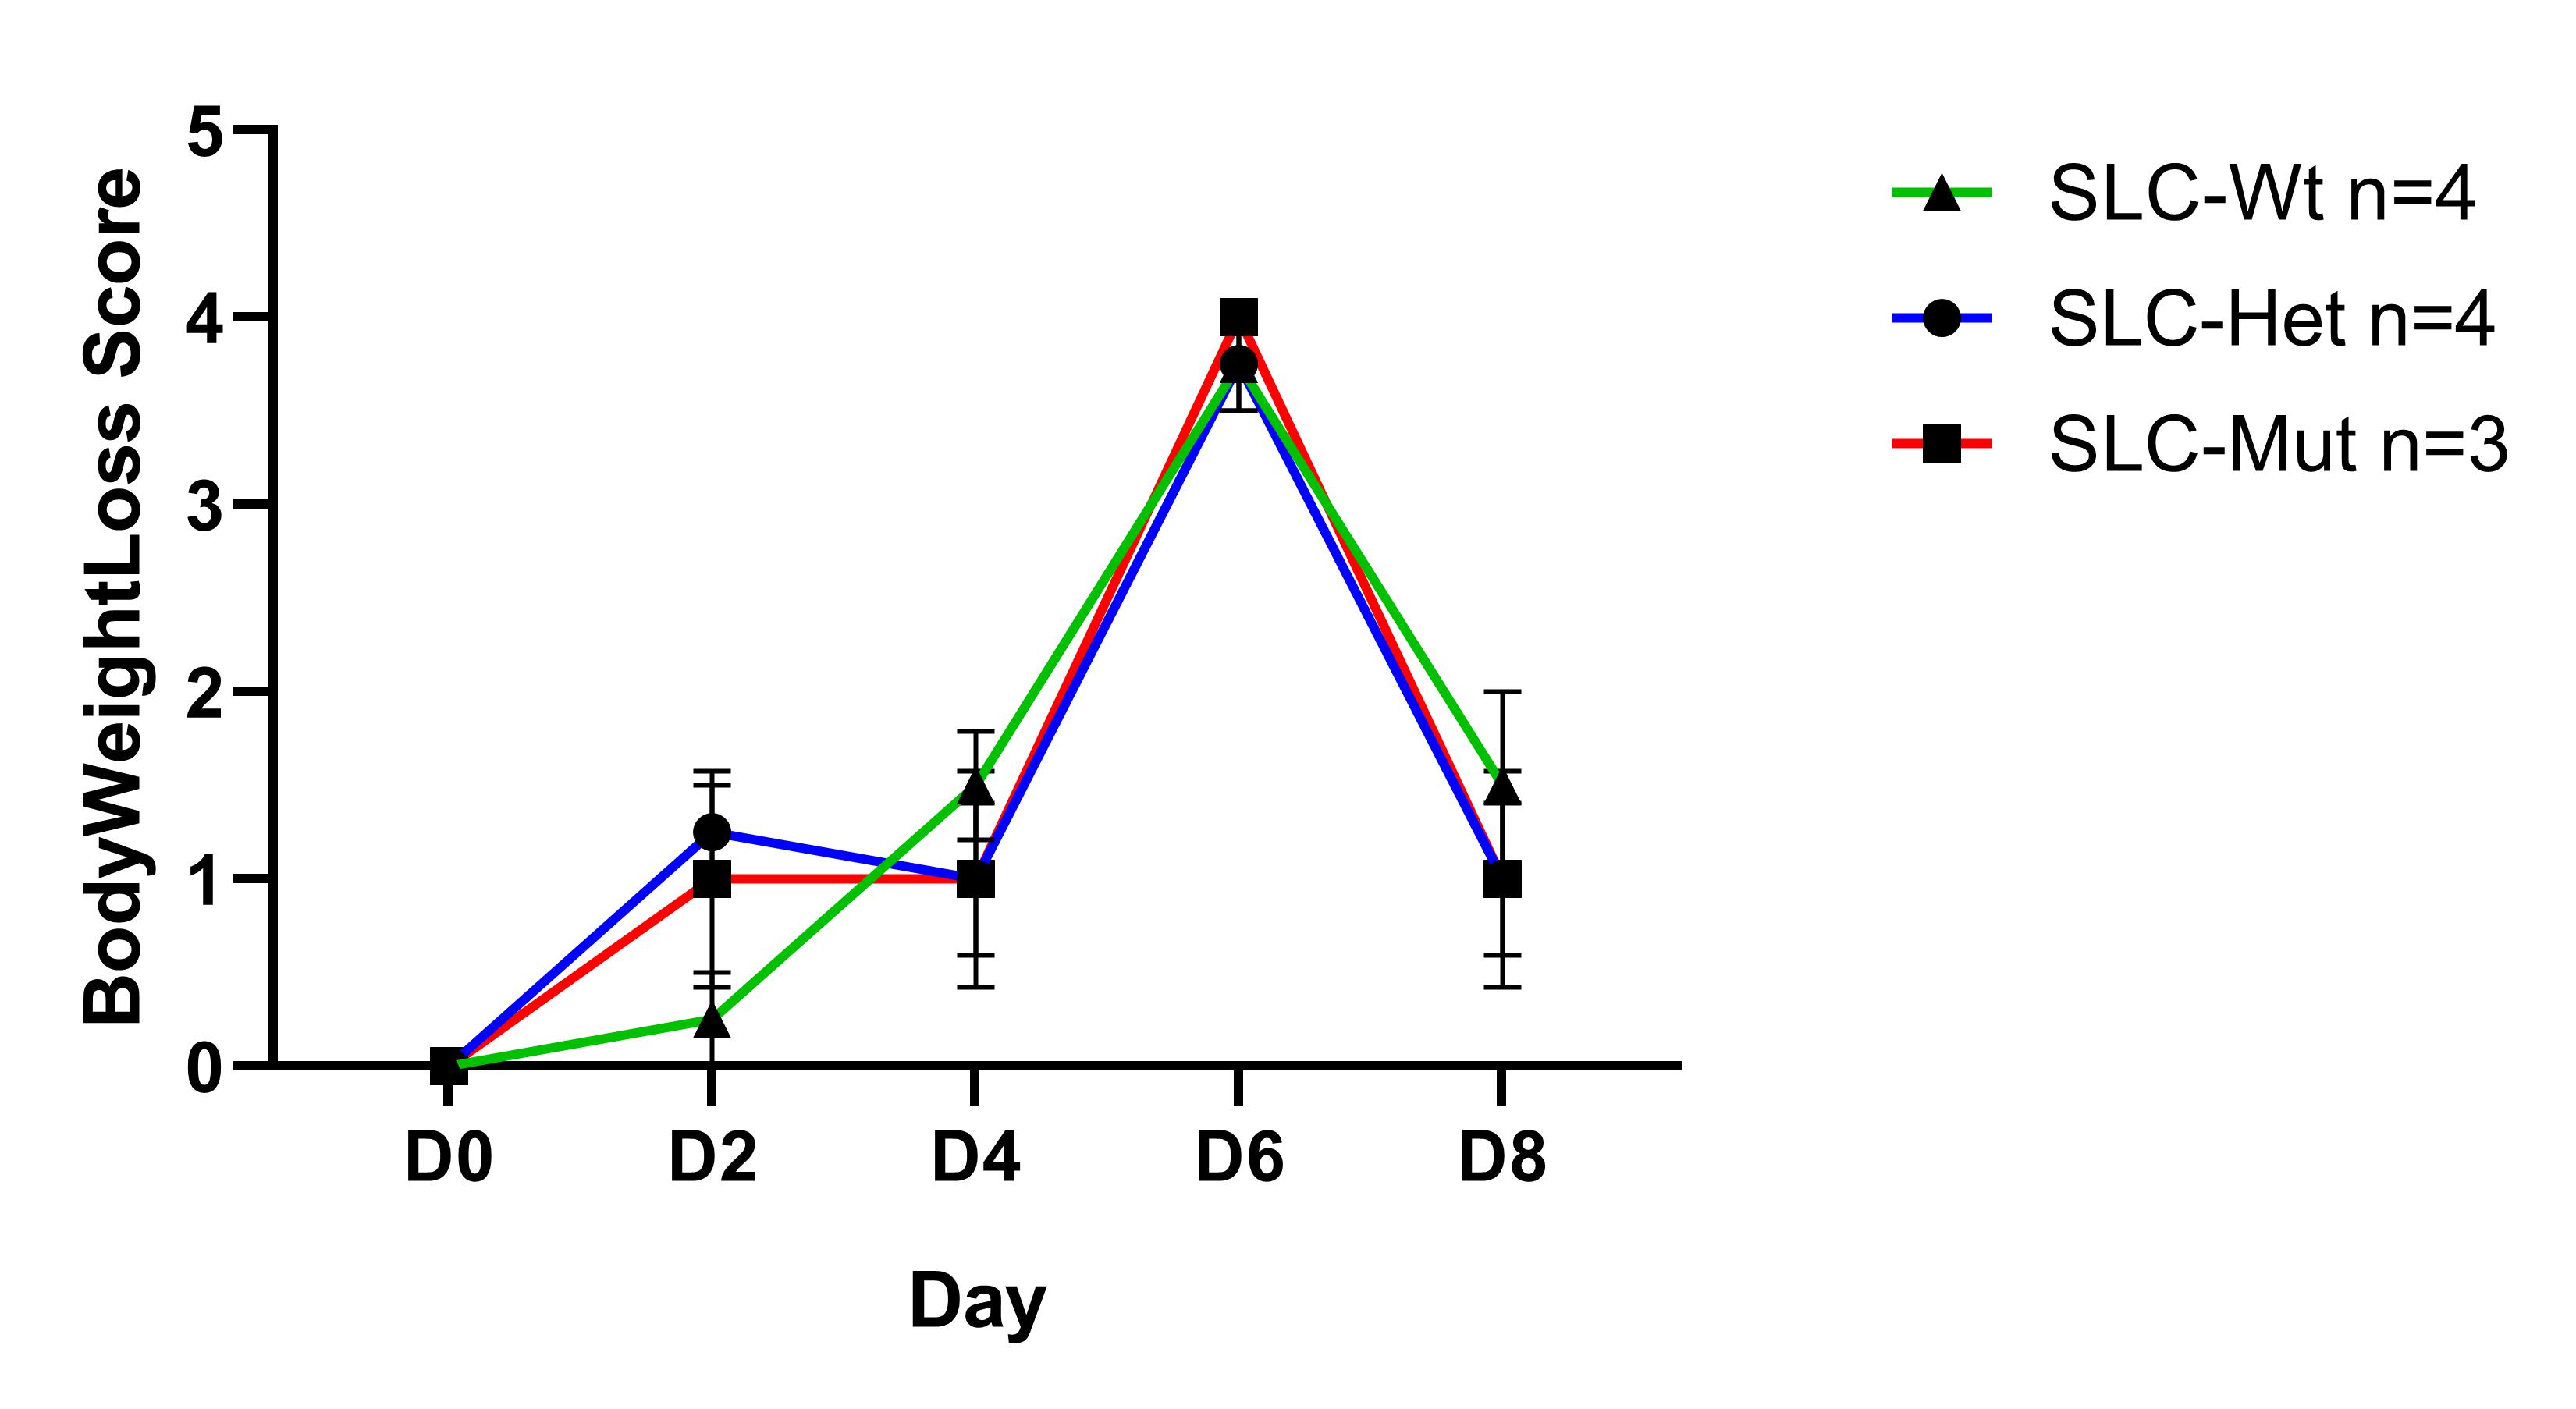 5
4
3
2
1
0
BodyWeightLoss Score
D0 D2 D4 D6 D8
Day
SLC-Wt n=4
SLC-Het n=4
SLC-Mut n=3